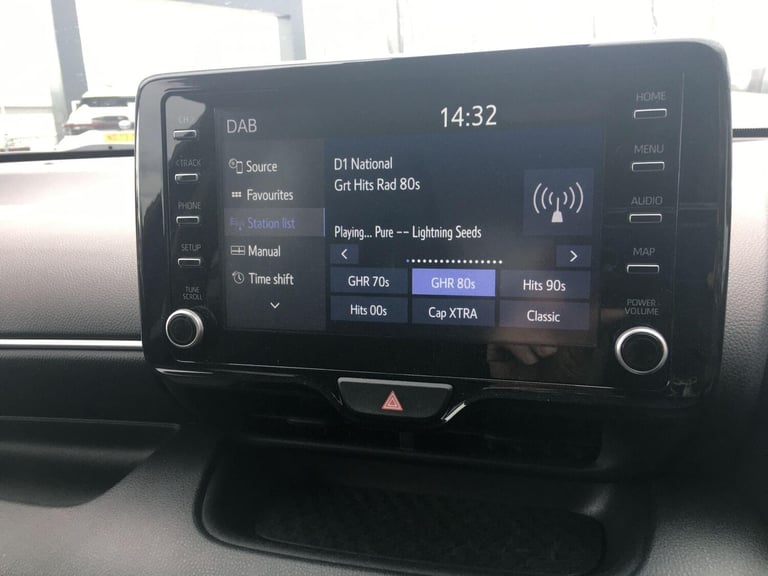 DAB
14:32
Source
Favourites
Station list
Manual
Time shift
D1 National
Grt Hits Rad 80s
Playing... Pure -- Lightning Seeds
GHR 70s
GHR 80s
Hits 90s
Hits 00s
Cap XTRA
Classic
TRACK
PHONE
SETUP
TUNE
SCROLL
HOME
MENU
AUDIO
MAP
POWER
VOLUME